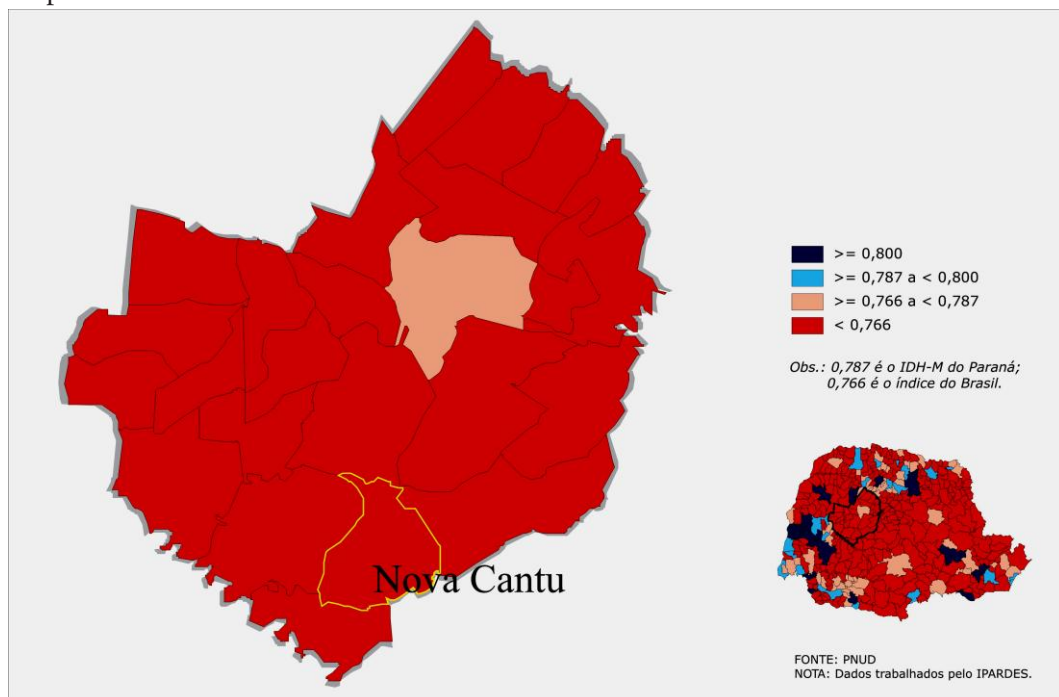 >= 0,800
>= 0,787 a < 0,800
>= 0,766 a < 0,787
< 0,766
Obs.: 0,787 é o IDH-M do Paraná;
0,766 é o índice do Brasil.
Nova Cantu
FONTE: PNUD
NOTA: Dados trabalhados pelo IPARDES.